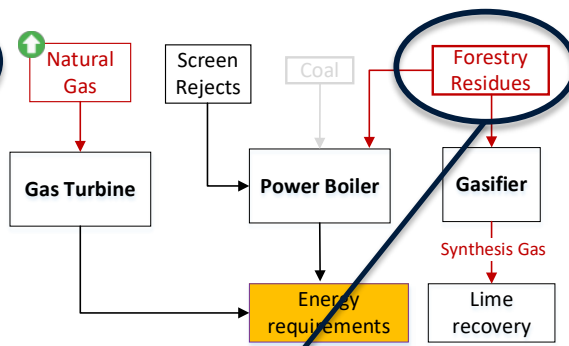 Natural
Gas
Screen
Rejects
Coal
Forestry
Residues
Gas Turbine
Power Boiler
Gasifier
Synthesis Gas
Energy
requirements
Lime
recovery